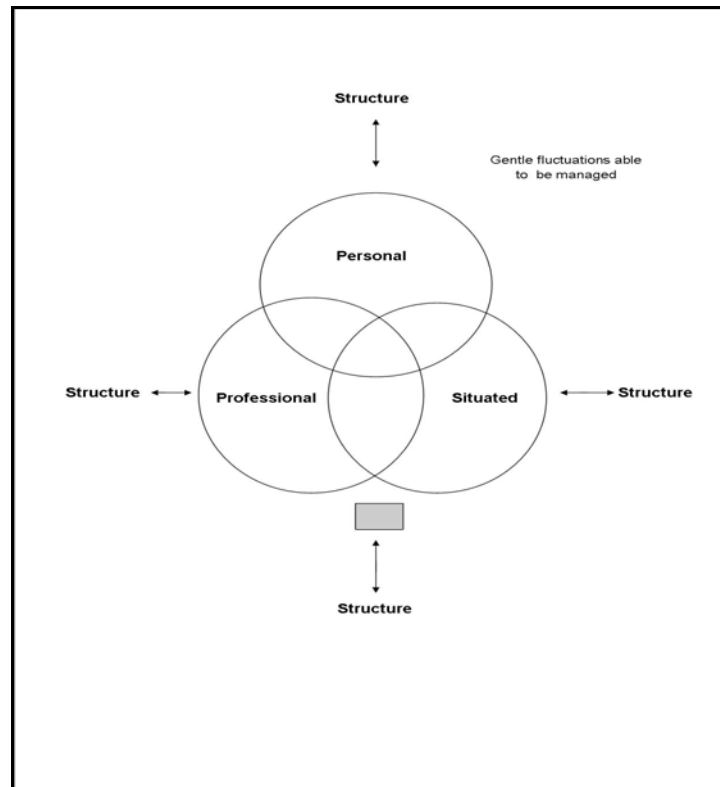 Structure
Gentle fluctuations able
to be managed
Personal
Structure
Professional
Situated
Structure
Structure